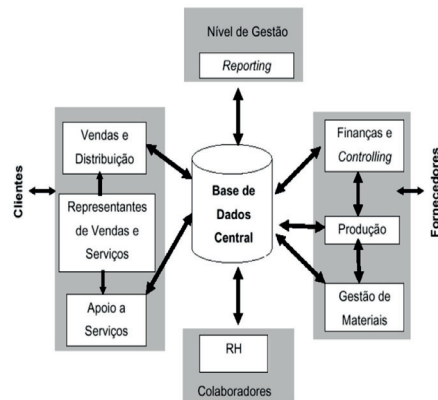 Nível de Gestão
Reporting
Clientes
Vendas e
Distribuição
Representantes
de Vendas e
Serviços
Apoio a
Serviços
Base de
Dados
Central
Finanças e
Controlling
Produção
Gestão de
Materiais
Fornecedores
RH
Colaboradores